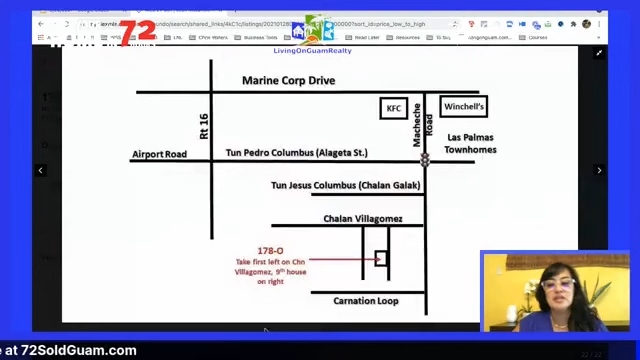 sort_id=price_low_to_high
72
LivingOnGuamRealty
Marine Corp Drive
KFC
Winchell's
Macheche
Road
Rt 16
Las Palmas
Townhomes
Airport Road
Tun Pedro Columbus (Alageta St.)
Tun Jesus Columbus (Chalan Galak)
Chalan Villagomez
178-O
Take first left on Chn
Villagomez, 9th house
on right
Carnation Loop
e at 72SoldGuam.com